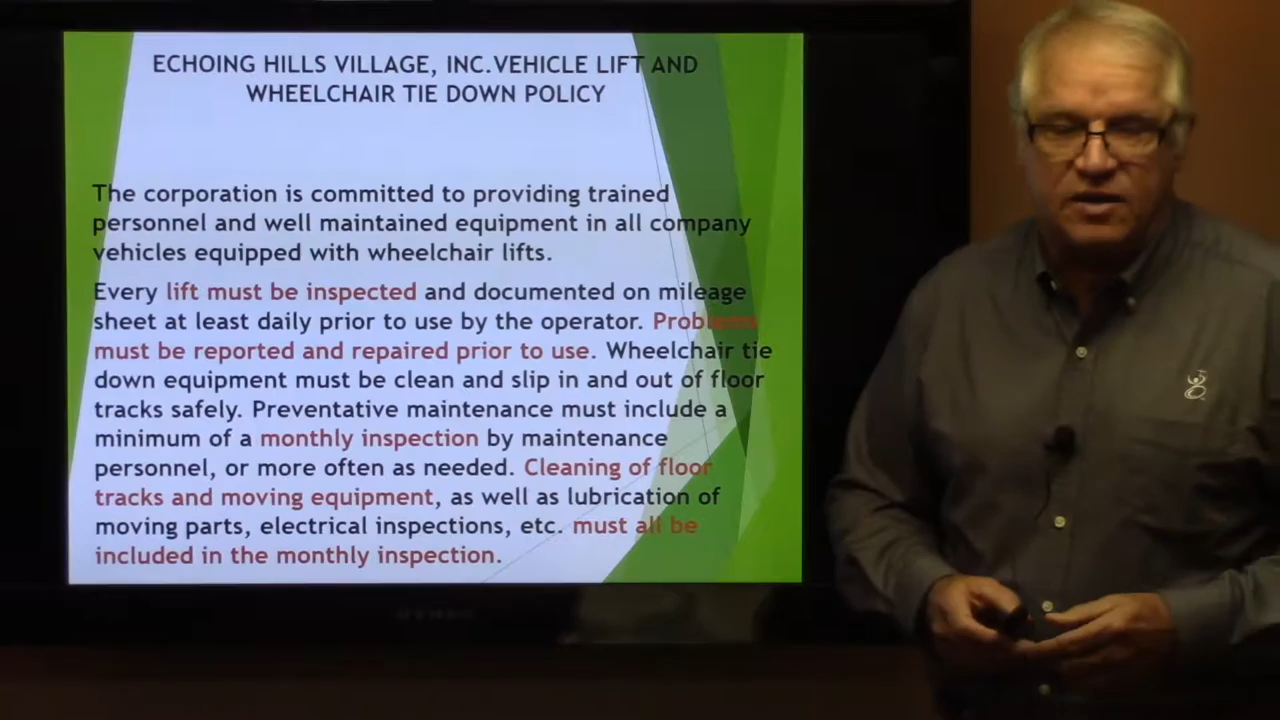 ECHOING HILLS VILLAGE, INC.VEHICLE LIFT AND
WHEELCHAIR TIE DOWN POLICY
The corporation is committed to providing trained
personnel and well maintained equipment in all company
vehicles equipped with wheelchair lifts.
Every lift must be inspected and documented on mileage
sheet at least daily prior to use by the operator. Problems
must be reported and repaired prior to use. Wheelchair tie
down equipment must be clean and slip in and out of floor
tracks safely. Preventative maintenance must include a
minimum of a monthly inspection by maintenance
personnel, or more often as needed. Cleaning of floor
tracks and moving equipment, as well as lubrication of
moving parts, electrical inspections, etc. must all be
included in the monthly inspection.